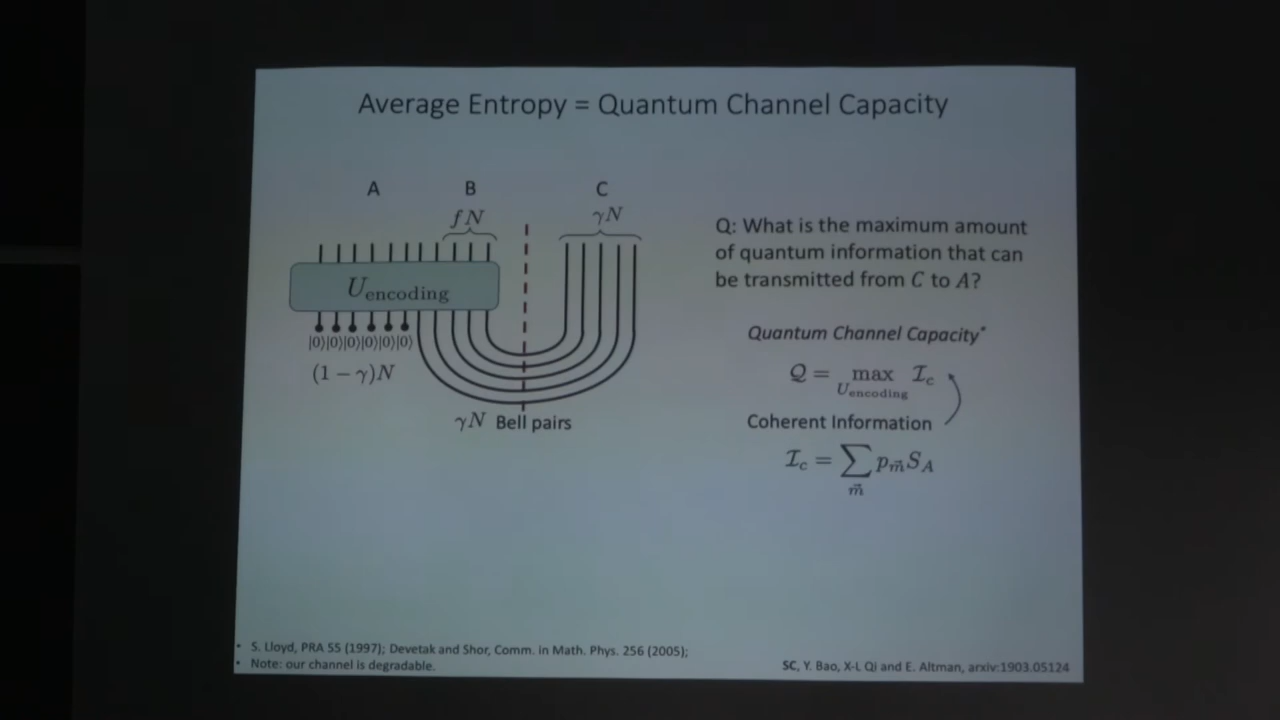 Average Entropy = Quantum Channel Capacity
A
B
C
fN
γN
U_encoding
|0⟩|0⟩|0⟩|0⟩|0⟩|0⟩
(1 − γ)N
γN Bell pairs
Q: What is the maximum amount
of quantum information that can
be transmitted from C to A?
Quantum Channel Capacity*
𝒬 = max_{U_encoding} ℐ_c
Coherent Information
ℐ_c = ∑_{m⃗} p_{m⃗} S_A
• S. Lloyd, PRA 55 (1997); Devetak and Shor, Comm. in Math. Phys. 256 (2005);
• Note: our channel is degradable.
SC, Y. Bao, X-L Qi and E. Altman, arxiv:1903.05124